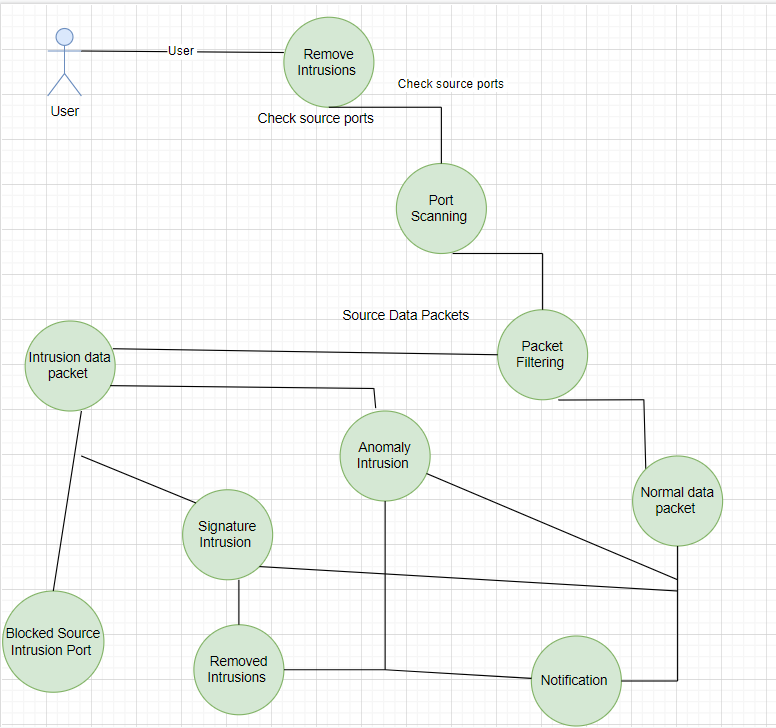 User
Remove
Intrusions
User
Check source ports
Check source ports
Port
Scanning
Source Data Packets
Packet
Filtering
Intrusion data
packet
Anomaly
Intrusion
Normal data
packet
Signature
Intrusion
Blocked Source
Intrusion Port
Removed
Intrusions
Notification